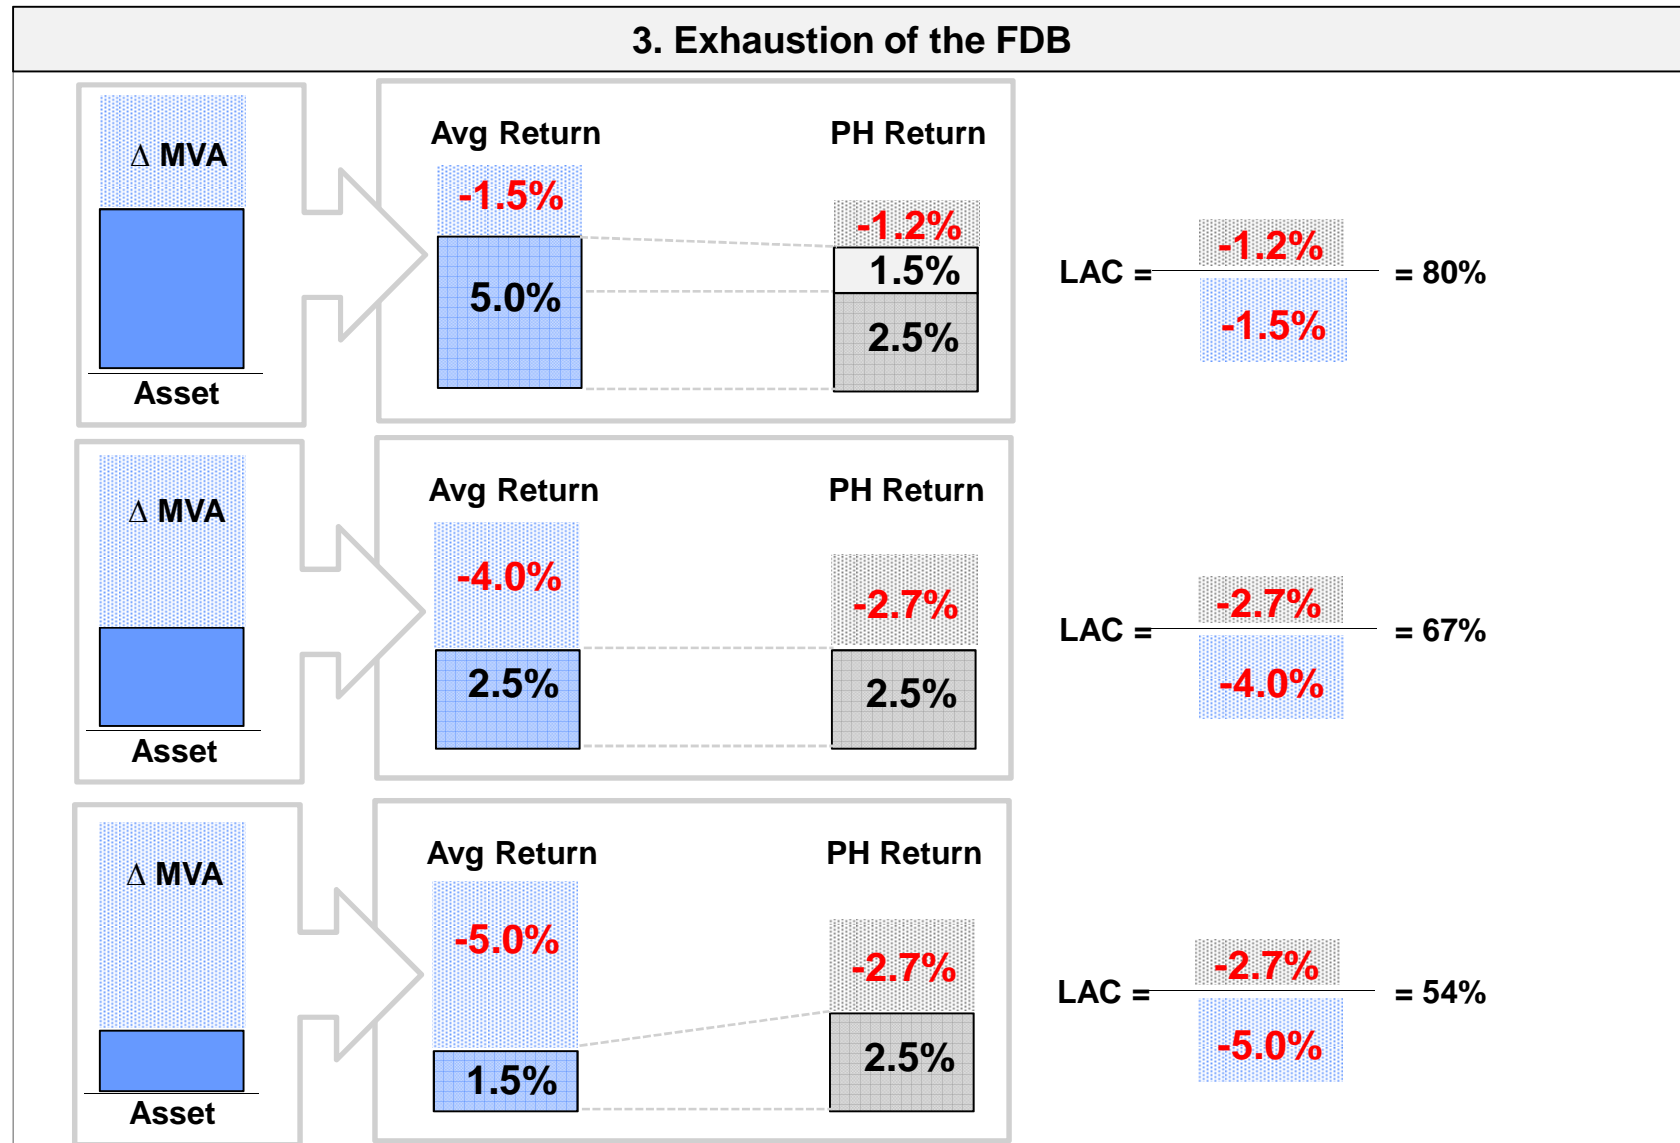 3. Exhaustion of the FDB
Δ MVA
Asset
Avg Return
PH Return
-1.5%
5.0%
-1.2%
1.5%
2.5%
LAC =
-1.2%
-1.5%
= 80%
Δ MVA
Asset
Avg Return
PH Return
-4.0%
2.5%
-2.7%
2.5%
LAC =
-2.7%
-4.0%
= 67%
Δ MVA
Asset
Avg Return
PH Return
-5.0%
1.5%
-2.7%
2.5%
LAC =
-2.7%
-5.0%
= 54%